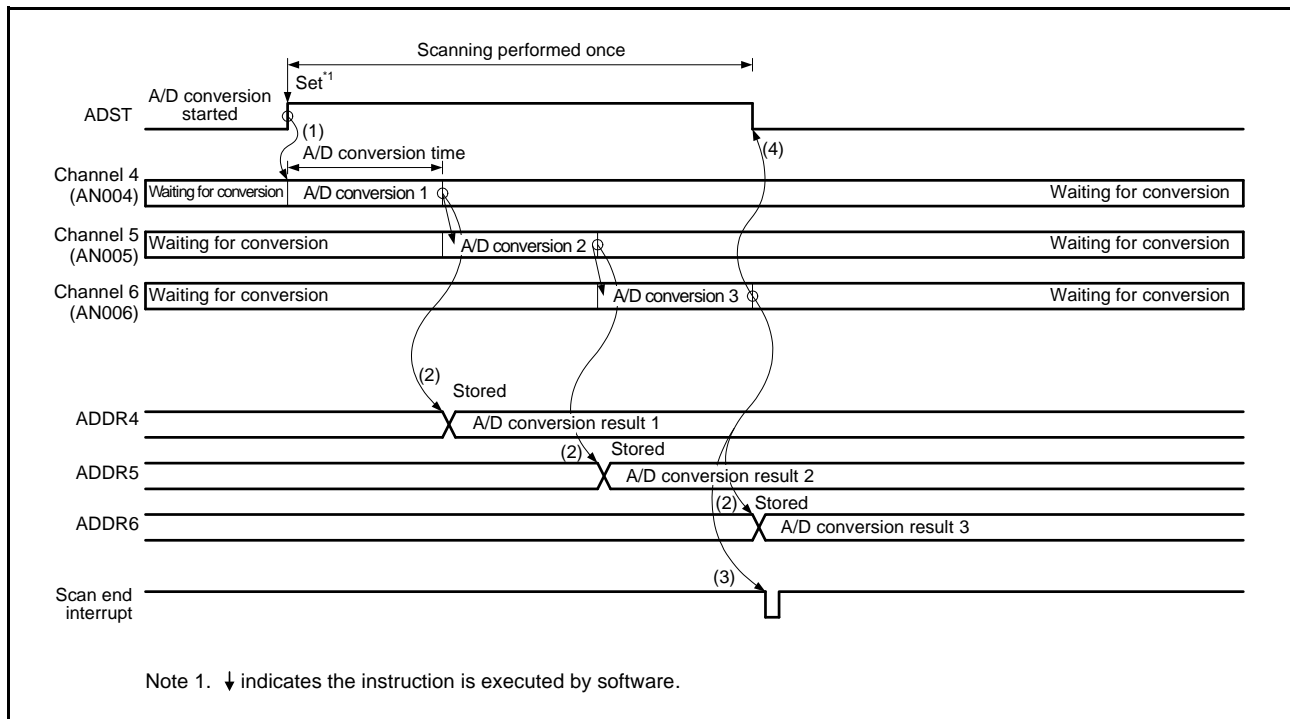 Scanning performed once
Set*1
A/D conversion
started
ADST
(1)
A/D conversion time
(4)
Channel 4
(AN004)
Waiting for conversion
A/D conversion 1
Waiting for conversion
Channel 5
(AN005)
Waiting for conversion
A/D conversion 2
Waiting for conversion
Channel 6
(AN006)
Waiting for conversion
A/D conversion 3
Waiting for conversion
(2)
Stored
ADDR4
A/D conversion result 1
(2)
Stored
ADDR5
A/D conversion result 2
(2)
Stored
ADDR6
A/D conversion result 3
(3)
Scan end
interrupt
Note 1. ↓ indicates the instruction is executed by software.